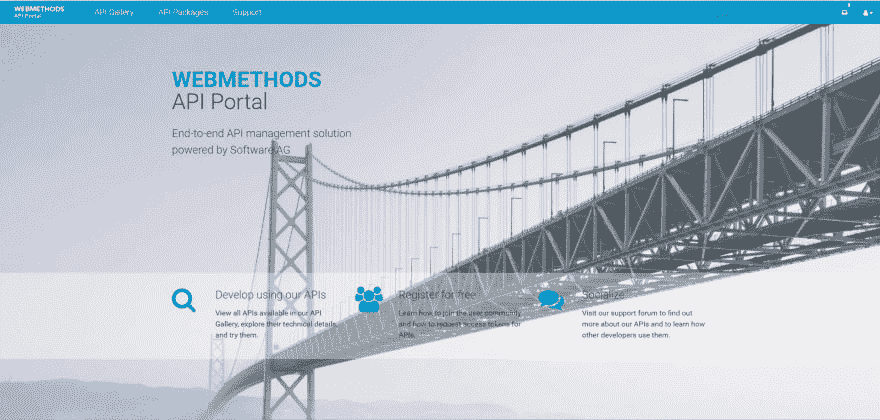 WEBMETHODS
API Portal
API Gallery
API Packages
Support
WEBMETHODS
API Portal
End-to-end API management solution
powered by Software AG
Develop using our APIs
View all APIs available in our API
Gallery, explore their technical details
and try them.
Register for free
Learn how to join the user community
and how to request access tokens for
APIs.
Socialize
Visit our support forum to find out
more about our APIs and to learn how
other developers use them.